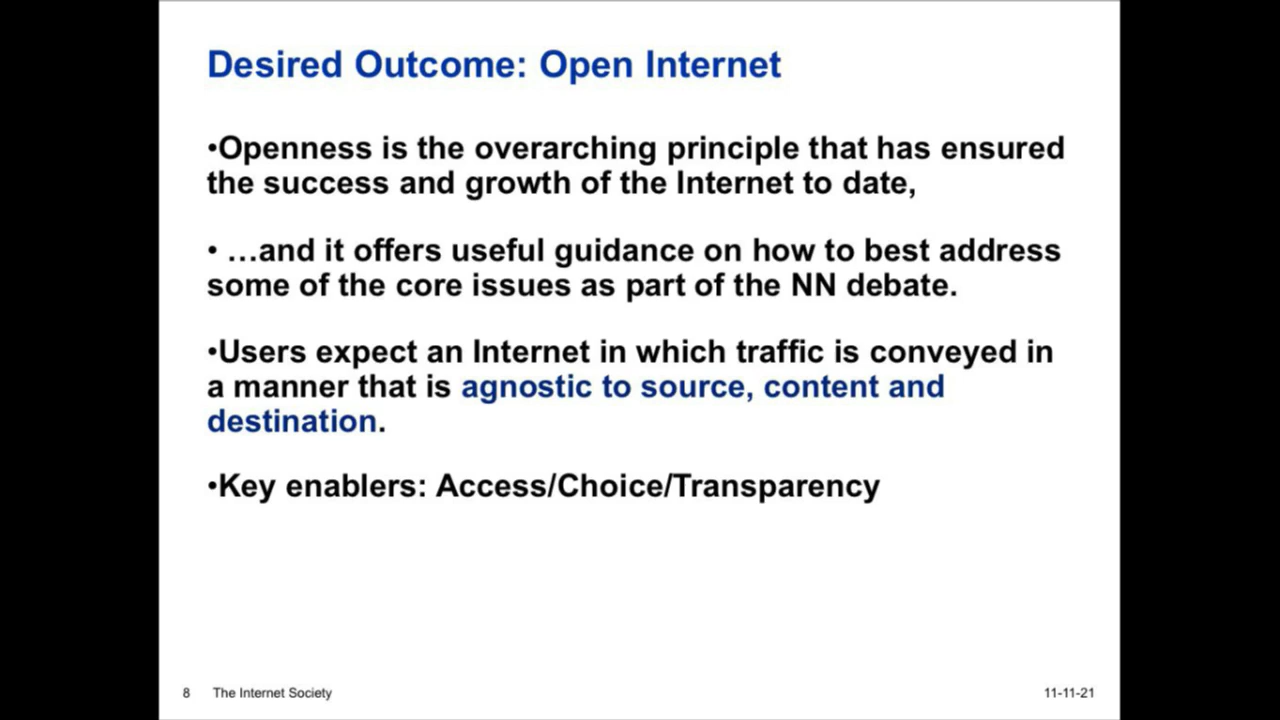 Desired Outcome: Open Internet
•Openness is the overarching principle that has ensured
the success and growth of the Internet to date,
• …and it offers useful guidance on how to best address
some of the core issues as part of the NN debate.
•Users expect an Internet in which traffic is conveyed in
a manner that is agnostic to source, content and
destination.
•Key enablers: Access/Choice/Transparency
8 The Internet Society 11-11-21